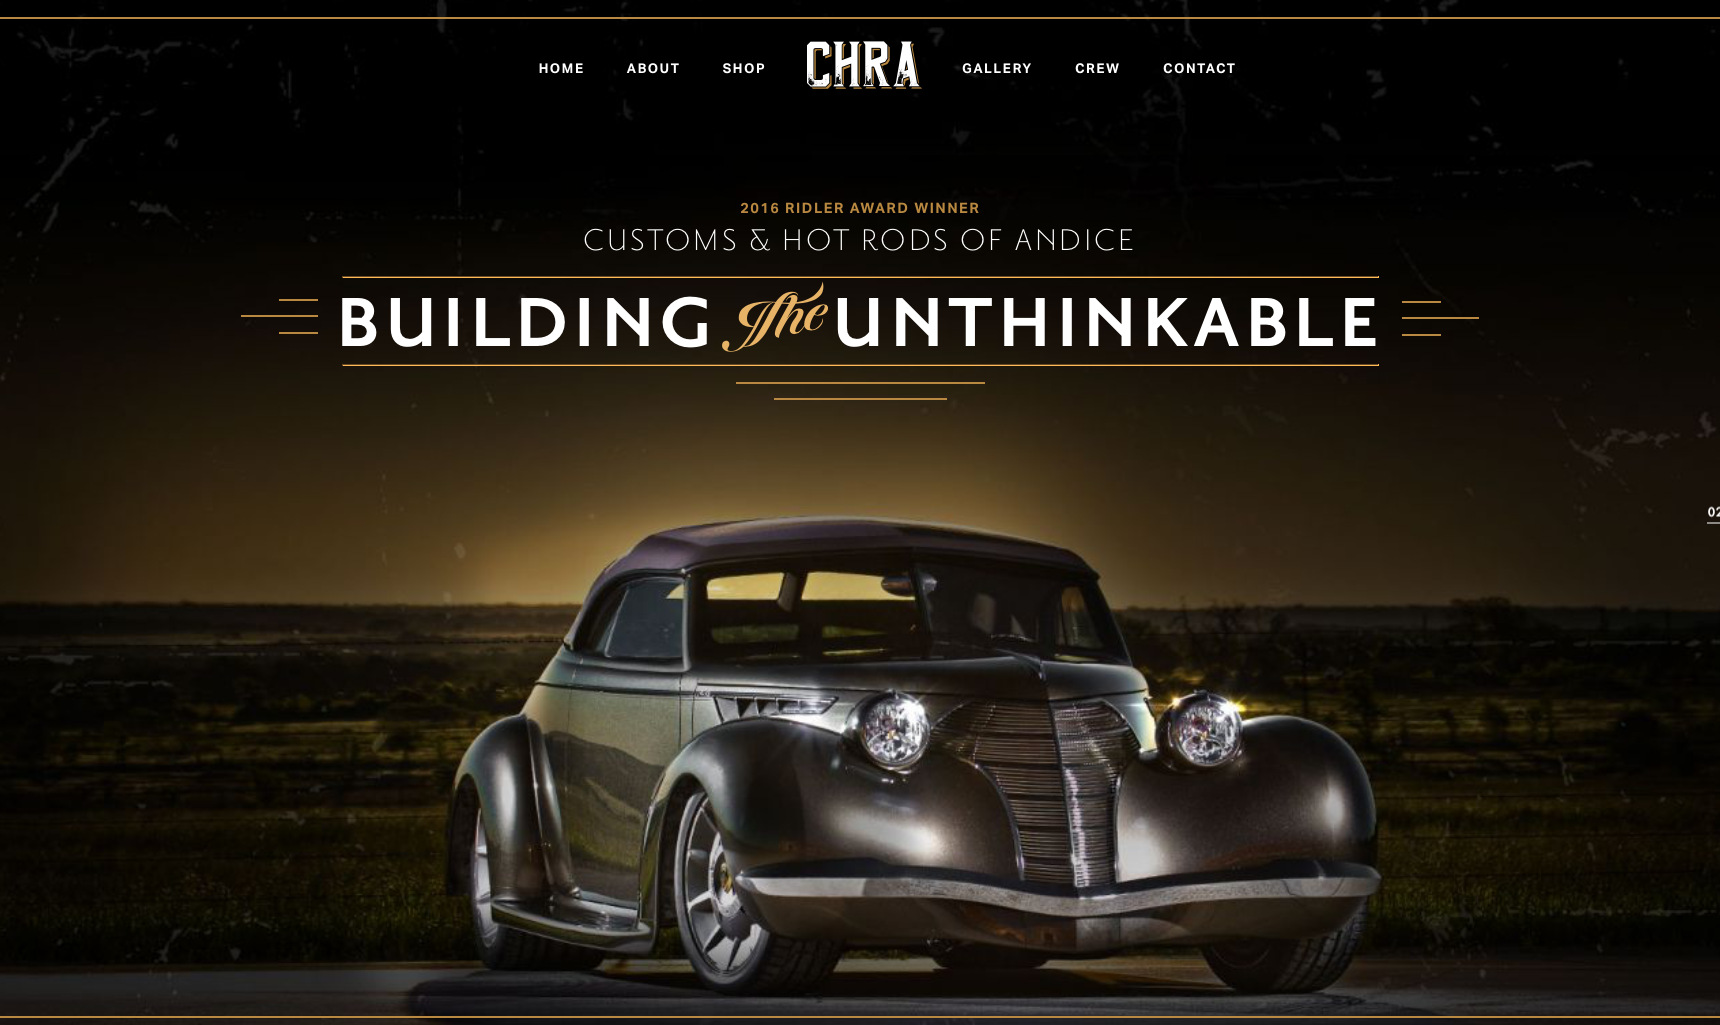 HOME ABOUT SHOP CHRA GALLERY CREW CONTACT
2016 RIDLER AWARD WINNER
CUSTOMS & HOT RODS OF ANDICE
BUILDING The UNTHINKABLE
02